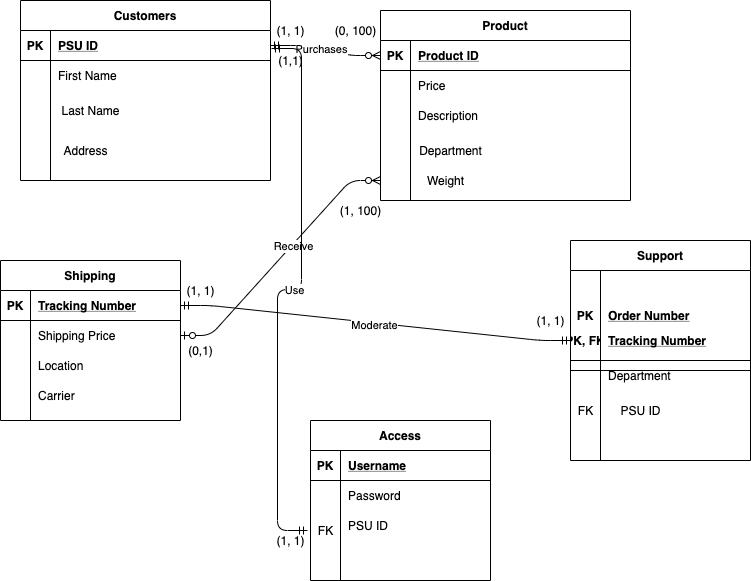 Customers
PK PSU ID
First Name
Last Name
Address
(1, 1)
(1,1)
Purchases
(0, 100)
Product
PK Product ID
Price
Description
Department
Weight
(1, 100)
Receive
Use
Shipping
PK Tracking Number
Shipping Price
Location
Carrier
(1, 1)
(0,1)
Moderate
(1, 1)
Support
PK Order Number
PK, FK Tracking Number
Department
FK PSU ID
Access
PK Username
Password
FK PSU ID
(1, 1)